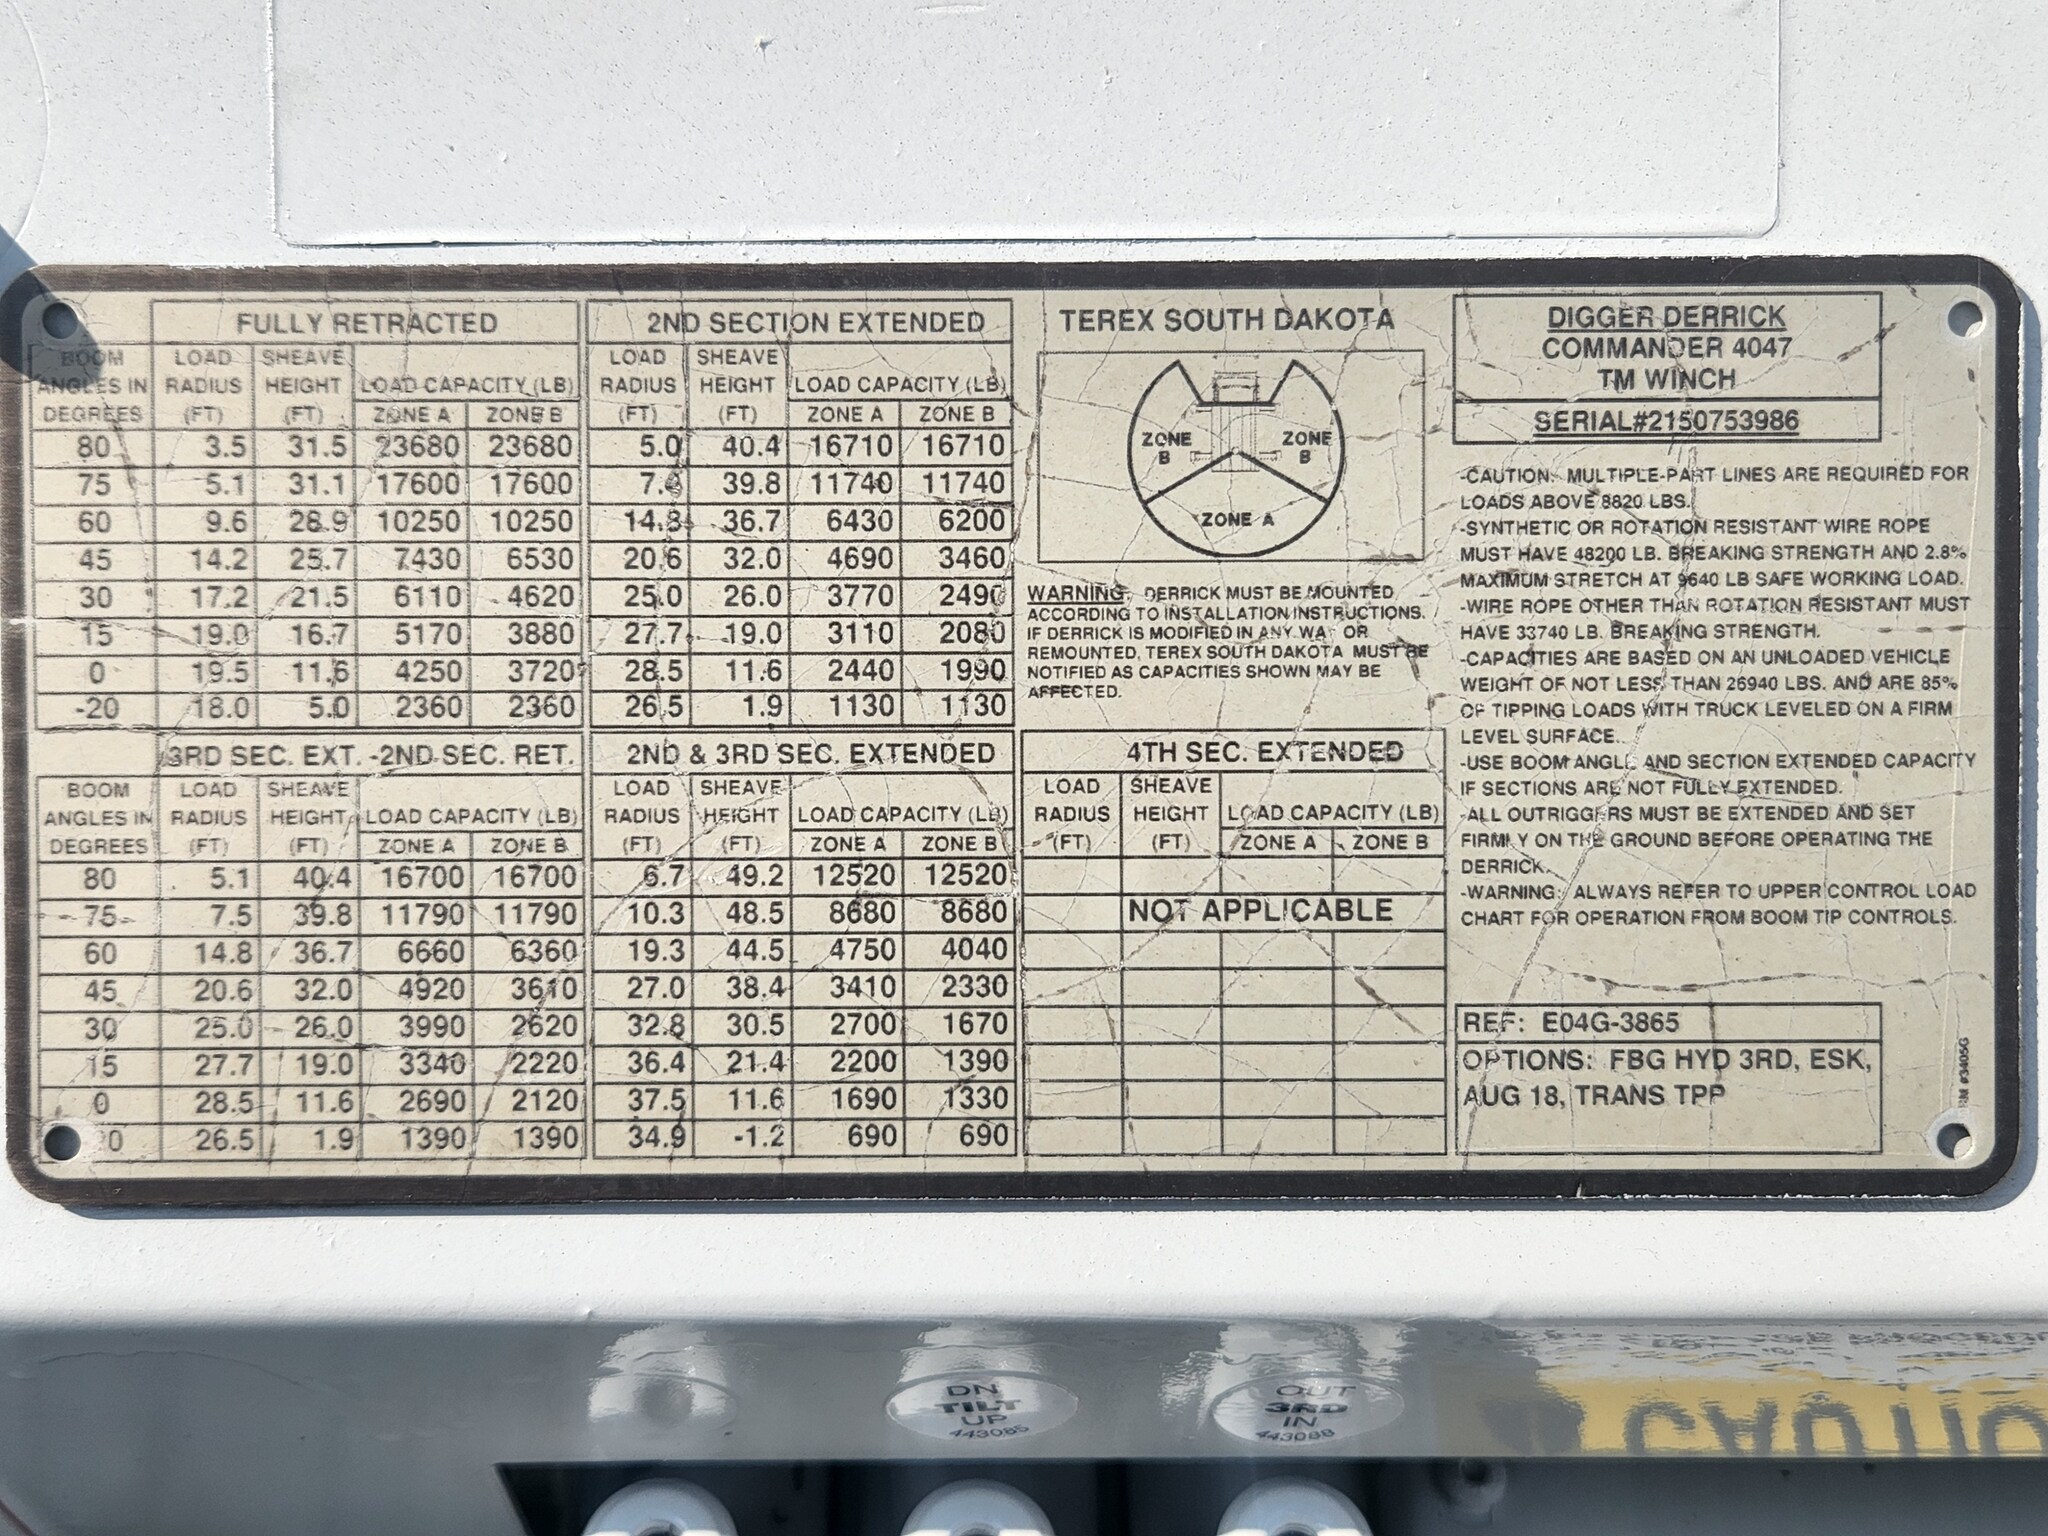 FULLY RETRACTED
BOOM ANGLES IN DEGREES LOAD RADIUS (FT) SHEAVE HEIGHT (FT) LOAD CAPACITY (LB) ZONE A ZONE B
80 3.5 31.5 23680 23680
75 5.1 31.1 17600 17600
60 9.6 28.9 10250 10250
45 14.2 25.7 7430 6530
30 17.2 21.5 6110 4620
15 19.0 16.7 5170 3880
0 19.5 11.6 4250 3720
-20 18.0 5.0 2360 2360
2ND SECTION EXTENDED
LOAD RADIUS (FT) SHEAVE HEIGHT (FT) LOAD CAPACITY (LB) ZONE A ZONE B
5.0 40.4 16710 16710
39.8 11740 11740
14.8 36.7 6430 6200
20.6 32.0 4690 3460
25.0 26.0 3770 2490
27.7 19.0 3110 2080
28.5 11.6 2440 1990
26.5 1.9 1130 1130
TEREX SOUTH DAKOTA
ZONE B
ZONE B
ZONE A
WARNING: DERRICK MUST BE MOUNTED
ACCORDING TO INSTALLATION INSTRUCTIONS.
IF DERRICK IS MODIFIED IN ANY WAY OR
REMOUNTED, TEREX SOUTH DAKOTA MUST BE
NOTIFIED AS CAPACITIES SHOWN MAY BE
AFFECTED.
DIGGER DERRICK
COMMANDER 4047
TM WINCH
SERIAL#2150753986
-CAUTION: MULTIPLE-PART LINES ARE REQUIRED FOR
LOADS ABOVE 8820 LBS.
-SYNTHETIC OR ROTATION RESISTANT WIRE ROPE
MUST HAVE 48200 LB. BREAKING STRENGTH AND 2.8%
MAXIMUM STRETCH AT 9640 LB SAFE WORKING LOAD.
-WIRE ROPE OTHER THAN ROTATION RESISTANT MUST
HAVE 33740 LB. BREAKING STRENGTH.
-CAPACITIES ARE BASED ON AN UNLOADED VEHICLE
WEIGHT OF NOT LESS THAN 26940 LBS. AND ARE 85%
OF TIPPING LOADS WITH TRUCK LEVELED ON A FIRM
LEVEL SURFACE.
-USE BOOM ANGLE AND SECTION EXTENDED CAPACITY
IF SECTIONS ARE NOT FULLY EXTENDED.
-ALL OUTRIGGERS MUST BE EXTENDED AND SET
FIRMLY ON THE GROUND BEFORE OPERATING THE
DERRICK.
-WARNING: ALWAYS REFER TO UPPER CONTROL LOAD
CHART FOR OPERATION FROM BOOM TIP CONTROLS.
3RD SEC. EXT. -2ND SEC. RET.
BOOM ANGLES IN DEGREES LOAD RADIUS (FT) SHEAVE HEIGHT (FT) LOAD CAPACITY (LB) ZONE A ZONE B
80 5.1 40.4 16700 16700
75 7.5 39.8 11790 11790
60 14.8 36.7 6660 6360
45 20.6 32.0 4920 3610
30 25.0 26.0 3990 2620
15 27.7 19.0 3340 2220
0 28.5 11.6 2690 2120
26.5 1.9 1390 1390
2ND & 3RD SEC. EXTENDED
LOAD RADIUS (FT) SHEAVE HEIGHT (FT) LOAD CAPACITY (LB) ZONE A ZONE B
6.7 49.2 12520 12520
10.3 48.5 8680 8680
19.3 44.5 4750 4040
27.0 38.4 3410 2330
32.8 30.5 2700 1670
36.4 21.4 2200 1390
37.5 11.6 1690 1330
34.9 -1.2 690 690
4TH SEC. EXTENDED
LOAD RADIUS (FT) SHEAVE HEIGHT (FT) LOAD CAPACITY (LB) ZONE A ZONE B
NOT APPLICABLE
REF: E04G-3865
OPTIONS: FBG HYD 3RD, ESK,
AUG 18, TRANS TPP
#3405G
DN
TILT
UP
443085
OUT
3RD
IN
443088